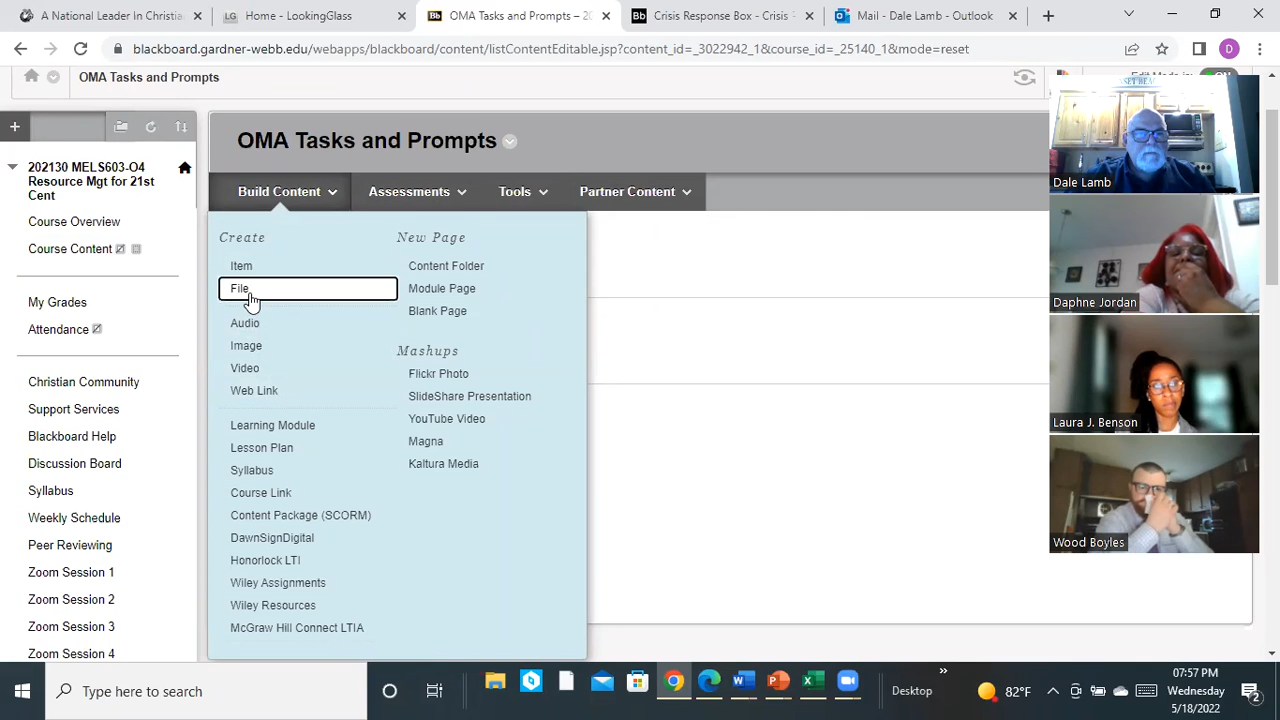 A National Leader in Christian
LG Home - LookingGlass
Bb OMA Tasks and Prompts – 20
Bb Crisis Response Box - Crisis
Mail - Dale Lamb - Outlook
blackboard.gardner-webb.edu/webapps/blackboard/content/listContentEditable.jsp?content_id=_3022942_1&course_id=_25140_1&mode=reset
D
OMA Tasks and Prompts
202130 MELS603-O4
Resource Mgt for 21st
Cent
Course Overview
Course Content
My Grades
Attendance
Christian Community
Support Services
Blackboard Help
Discussion Board
Syllabus
Weekly Schedule
Peer Reviewing
Zoom Session 1
Zoom Session 2
Zoom Session 3
Zoom Session 4
OMA Tasks and Prompts
Build Content
Assessments
Tools
Partner Content
Create
Item
File
Audio
Image
Video
Web Link
Learning Module
Lesson Plan
Syllabus
Course Link
Content Package (SCORM)
DawnSignDigital
Honorlock LTI
Wiley Assignments
Wiley Resources
McGraw Hill Connect LTIA
New Page
Content Folder
Module Page
Blank Page
Mashups
Flickr Photo
SlideShare Presentation
YouTube Video
Magna
Kaltura Media
Dale Lamb
Daphne Jordan
Laura J. Benson
Wood Boyles
Type here to search
Desktop
82°F
07:57 PM
Wednesday
5/18/2022
2